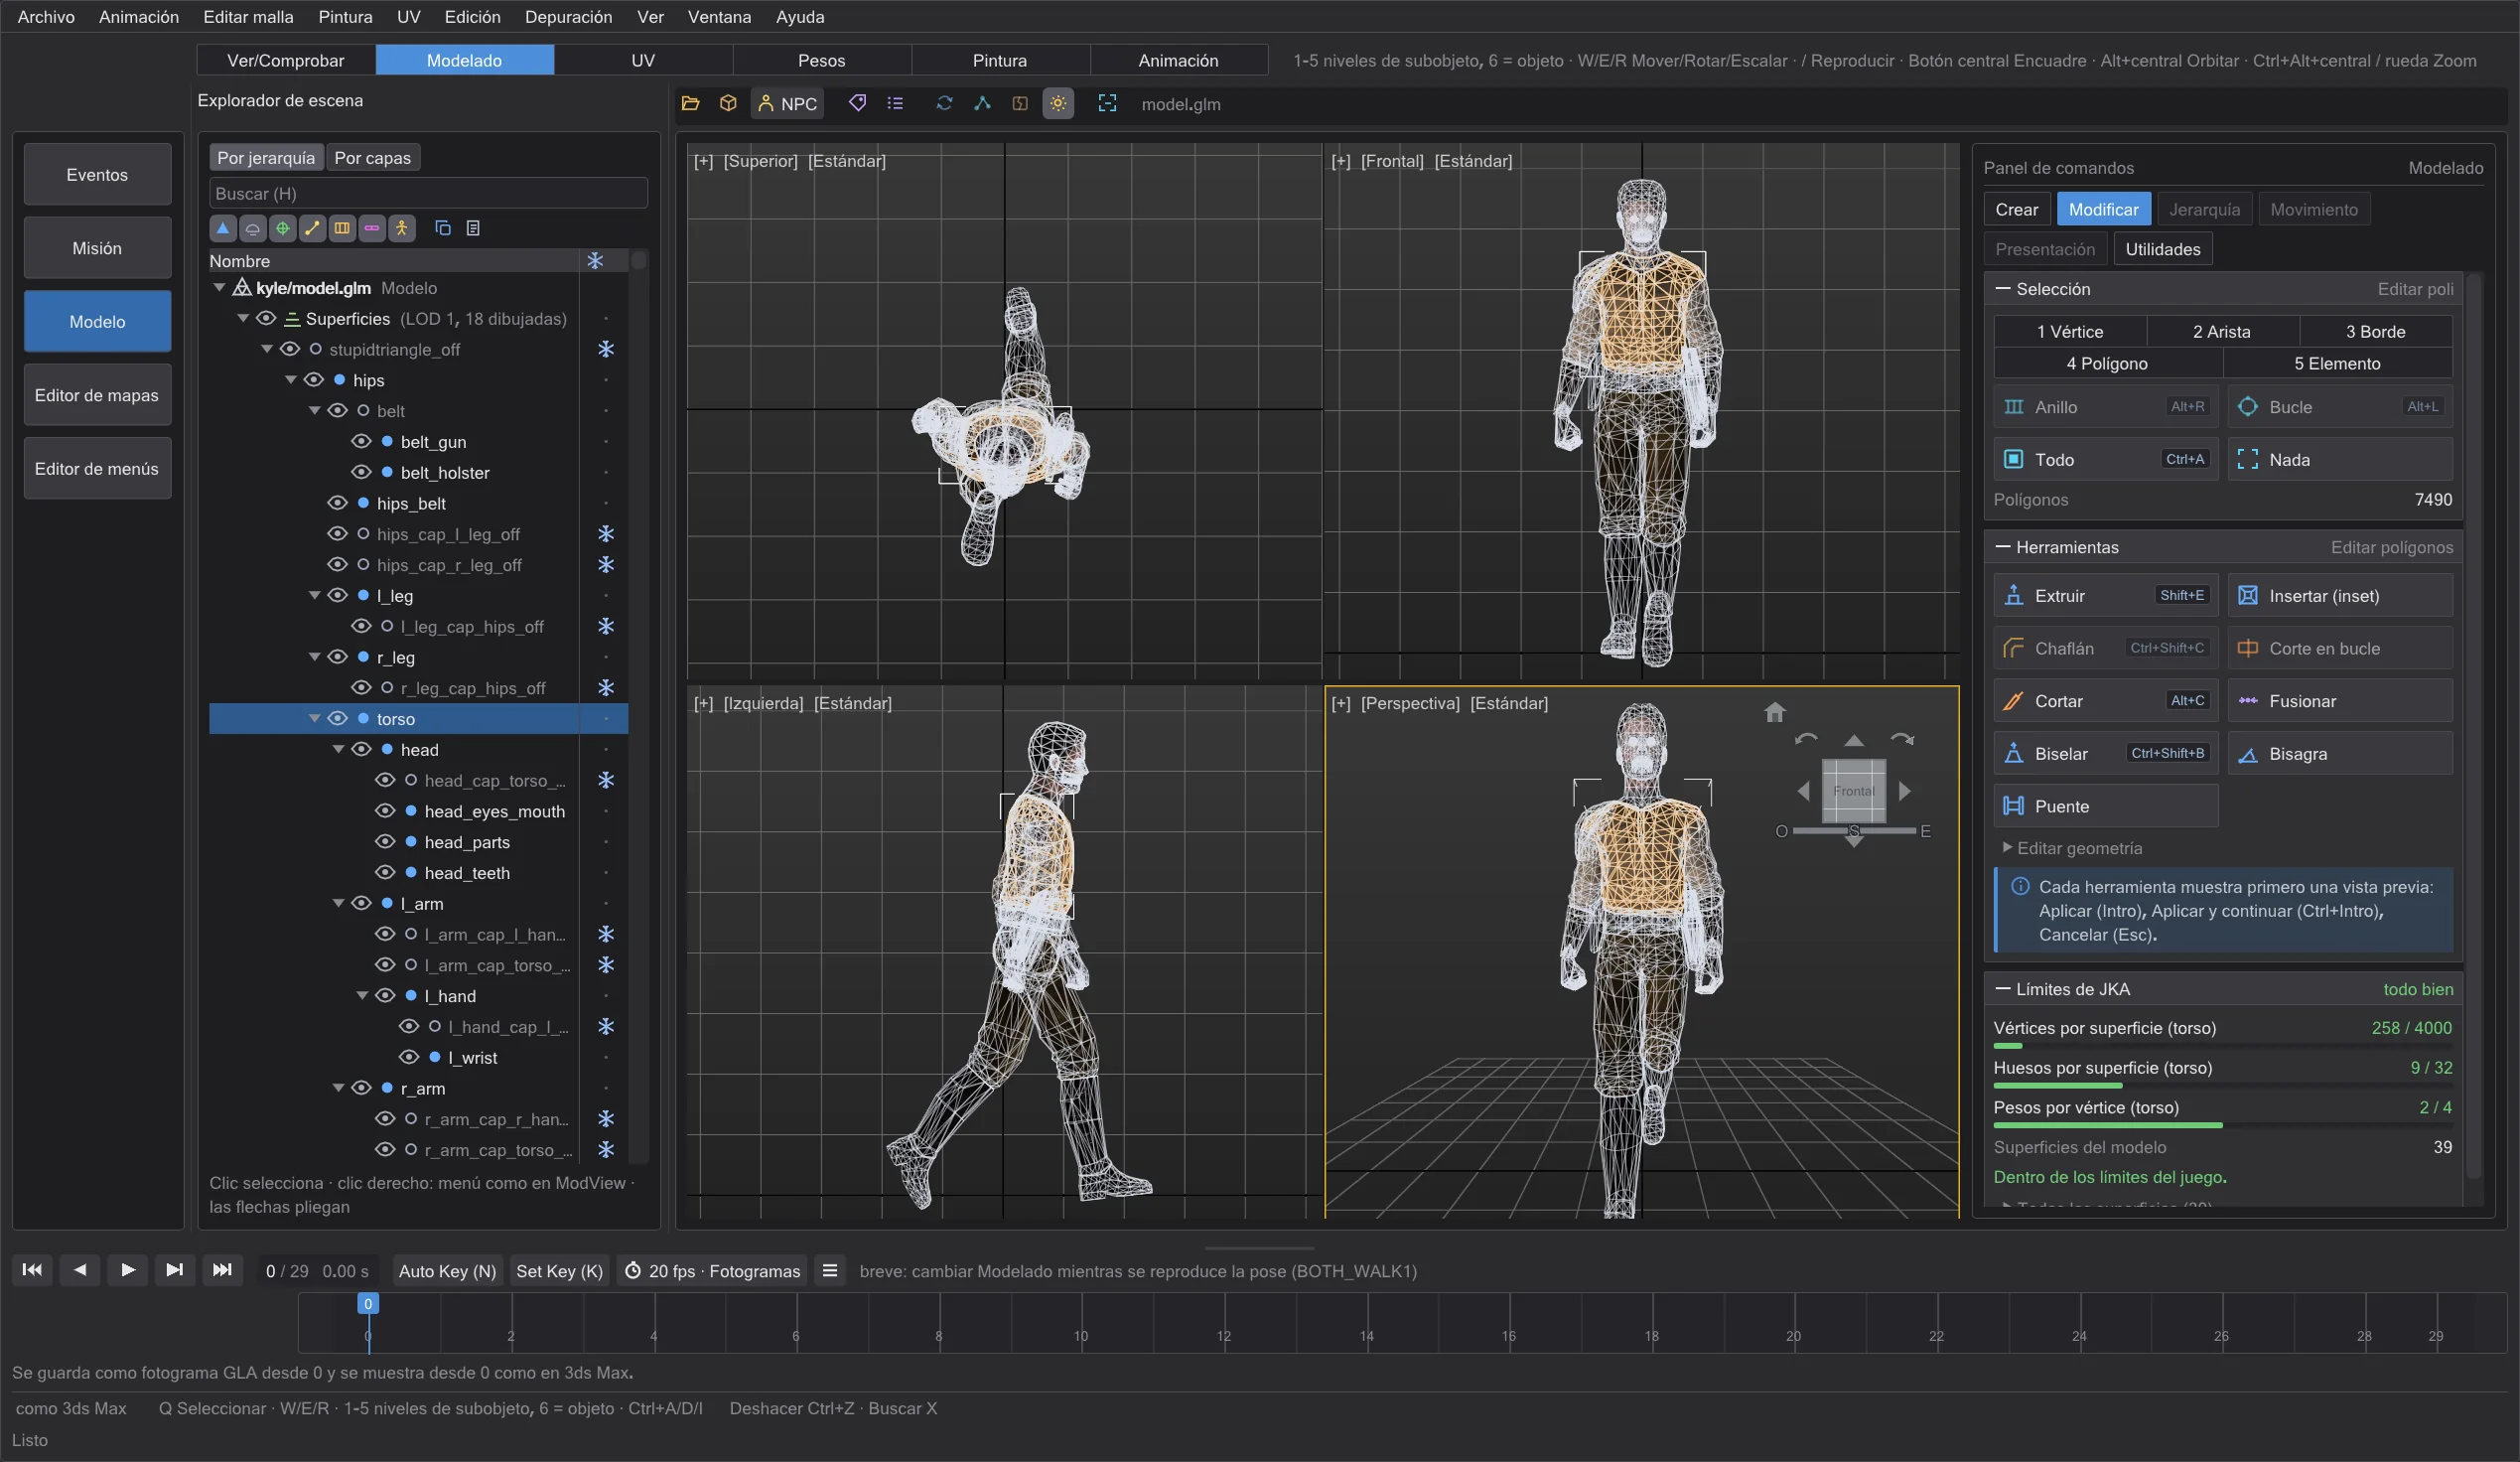 Archivo Animación Editar malla Pintura UV Edición Depuración Ver Ventana Ayuda
Ver/Comprobar Modelado UV Pesos Pintura Animación 1-5 niveles de subobjeto, 6 = objeto · W/E/R Mover/Rotar/Escalar · / Reproducir · Botón central Encuadre · Alt+central Orbitar · Ctrl+Alt+central / rueda Zoom
Explorador de escena
NPC model.glm
Eventos
Misión
Modelo
Editor de mapas
Editor de menús
Por jerarquía Por capas
Buscar (H)
Nombre
kyle/model.glm Modelo
Superficies (LOD 1, 18 dibujadas)
stupidtriangle_off
hips
belt
belt_gun
belt_holster
hips_belt
hips_cap_l_leg_off
hips_cap_r_leg_off
l_leg
l_leg_cap_hips_off
r_leg
r_leg_cap_hips_off
torso
head
head_cap_torso_...
head_eyes_mouth
head_parts
head_teeth
l_arm
l_arm_cap_l_han...
l_arm_cap_torso_...
l_hand
l_hand_cap_l_...
l_wrist
r_arm
r_arm_cap_r_han...
r_arm_cap_torso_...
Clic selecciona · clic derecho: menú como en ModView ·
las flechas pliegan
[+] [Superior] [Estándar]
[+] [Frontal] [Estándar]
[+] [Izquierda] [Estándar]
[+] [Perspectiva] [Estándar]
Frontal
O S E
Panel de comandos Modelado
Crear Modificar Jerarquía Movimiento
Presentación Utilidades
Selección Editar poli
1 Vértice 2 Arista 3 Borde
4 Polígono 5 Elemento
Anillo Alt+R Bucle Alt+L
Todo Ctrl+A Nada
Polígonos 7490
Herramientas Editar polígonos
Extruir Shift+E Insertar (inset)
Chaflán Ctrl+Shift+C Corte en bucle
Cortar Alt+C Fusionar
Biselar Ctrl+Shift+B Bisagra
Puente
Editar geometría
Cada herramienta muestra primero una vista previa:
Aplicar (Intro), Aplicar y continuar (Ctrl+Intro),
Cancelar (Esc).
Límites de JKA todo bien
Vértices por superficie (torso) 258 / 4000
Huesos por superficie (torso) 9 / 32
Pesos por vértice (torso) 2 / 4
Superficies del modelo 39
Dentro de los límites del juego.
0 / 29 0.00 s Auto Key (N) Set Key (K) 20 fps · Fotogramas breve: cambiar Modelado mientras se reproduce la pose (BOTH_WALK1)
0
0 2 4 6 8 10 12 14 16 18 20 22 24 26 28 29
Se guarda como fotograma GLA desde 0 y se muestra desde 0 como en 3ds Max.
como 3ds Max Q Seleccionar · W/E/R · 1-5 niveles de subobjeto, 6 = objeto · Ctrl+A/D/I Deshacer Ctrl+Z · Buscar X
Listo